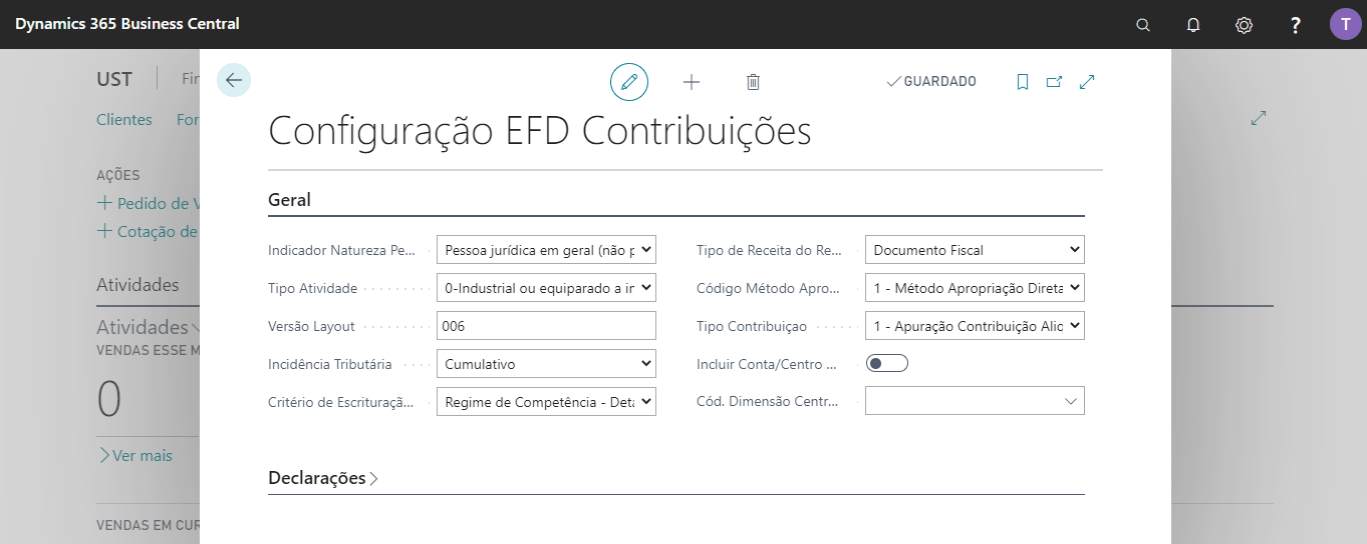 Dynamics 365 Business Central
T
UST
Fin
GUARDADO
Clientes For
Configuração EFD Contribuições
AÇÕES
+ Pedido de V
+ Cotação de
Geral
Indicador Natureza Pe... Pessoa jurídica em geral (não p
Tipo de Receita do Re... Documento Fiscal
Tipo Atividade 0-Industrial ou equiparado a in
Código Método Apro... 1 - Método Apropriação Direta
Versão Layout 006
Tipo Contribuiçao 1 - Apuração Contribuição Aliq
Incidência Tributária Cumulativo
Incluir Conta/Centro ...
Critério de Escrituraçã... Regime de Competência - Deta
Cód. Dimensão Centr...
Atividades
Atividades
VENDAS ESSE M
0
Ver mais
Declarações
VENDAS EM CUR